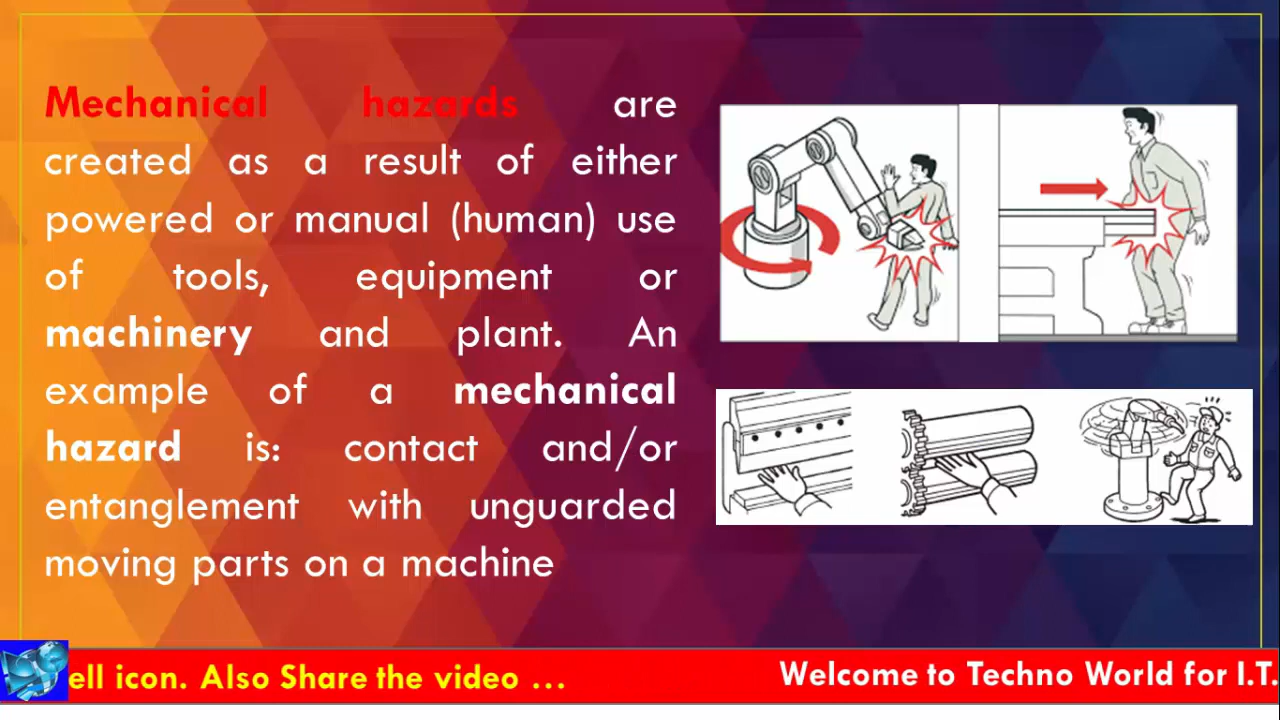 Mechanical hazards are
created as a result of either
powered or manual (human) use
of tools, equipment or
machinery and plant. An
example of a mechanical
hazard is: contact and/or
entanglement with unguarded
moving parts on a machine
ell icon. Also Share the video ...
Welcome to Techno World for I.T.